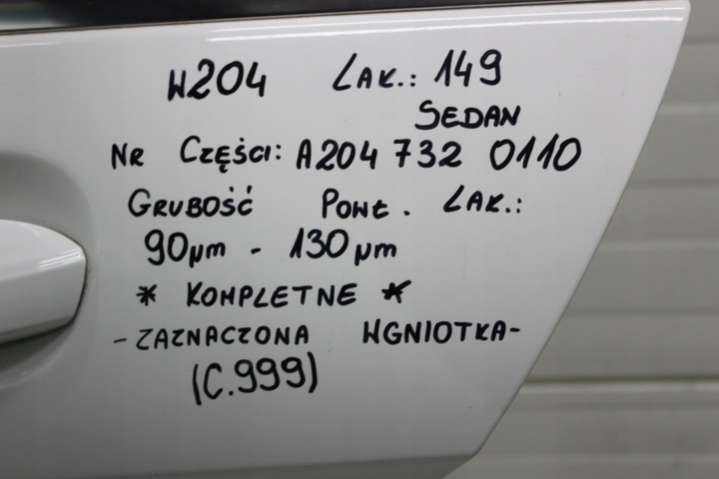 W204 LAK.: 149
SEDAN
NR CZĘŚCI: A204 732 0110
GRUBOŚĆ POWŁ. LAK.:
90µm - 130µm
* KOMPLETNE *
- ZAZNACZONA WGNIOTKA -
(C.999)